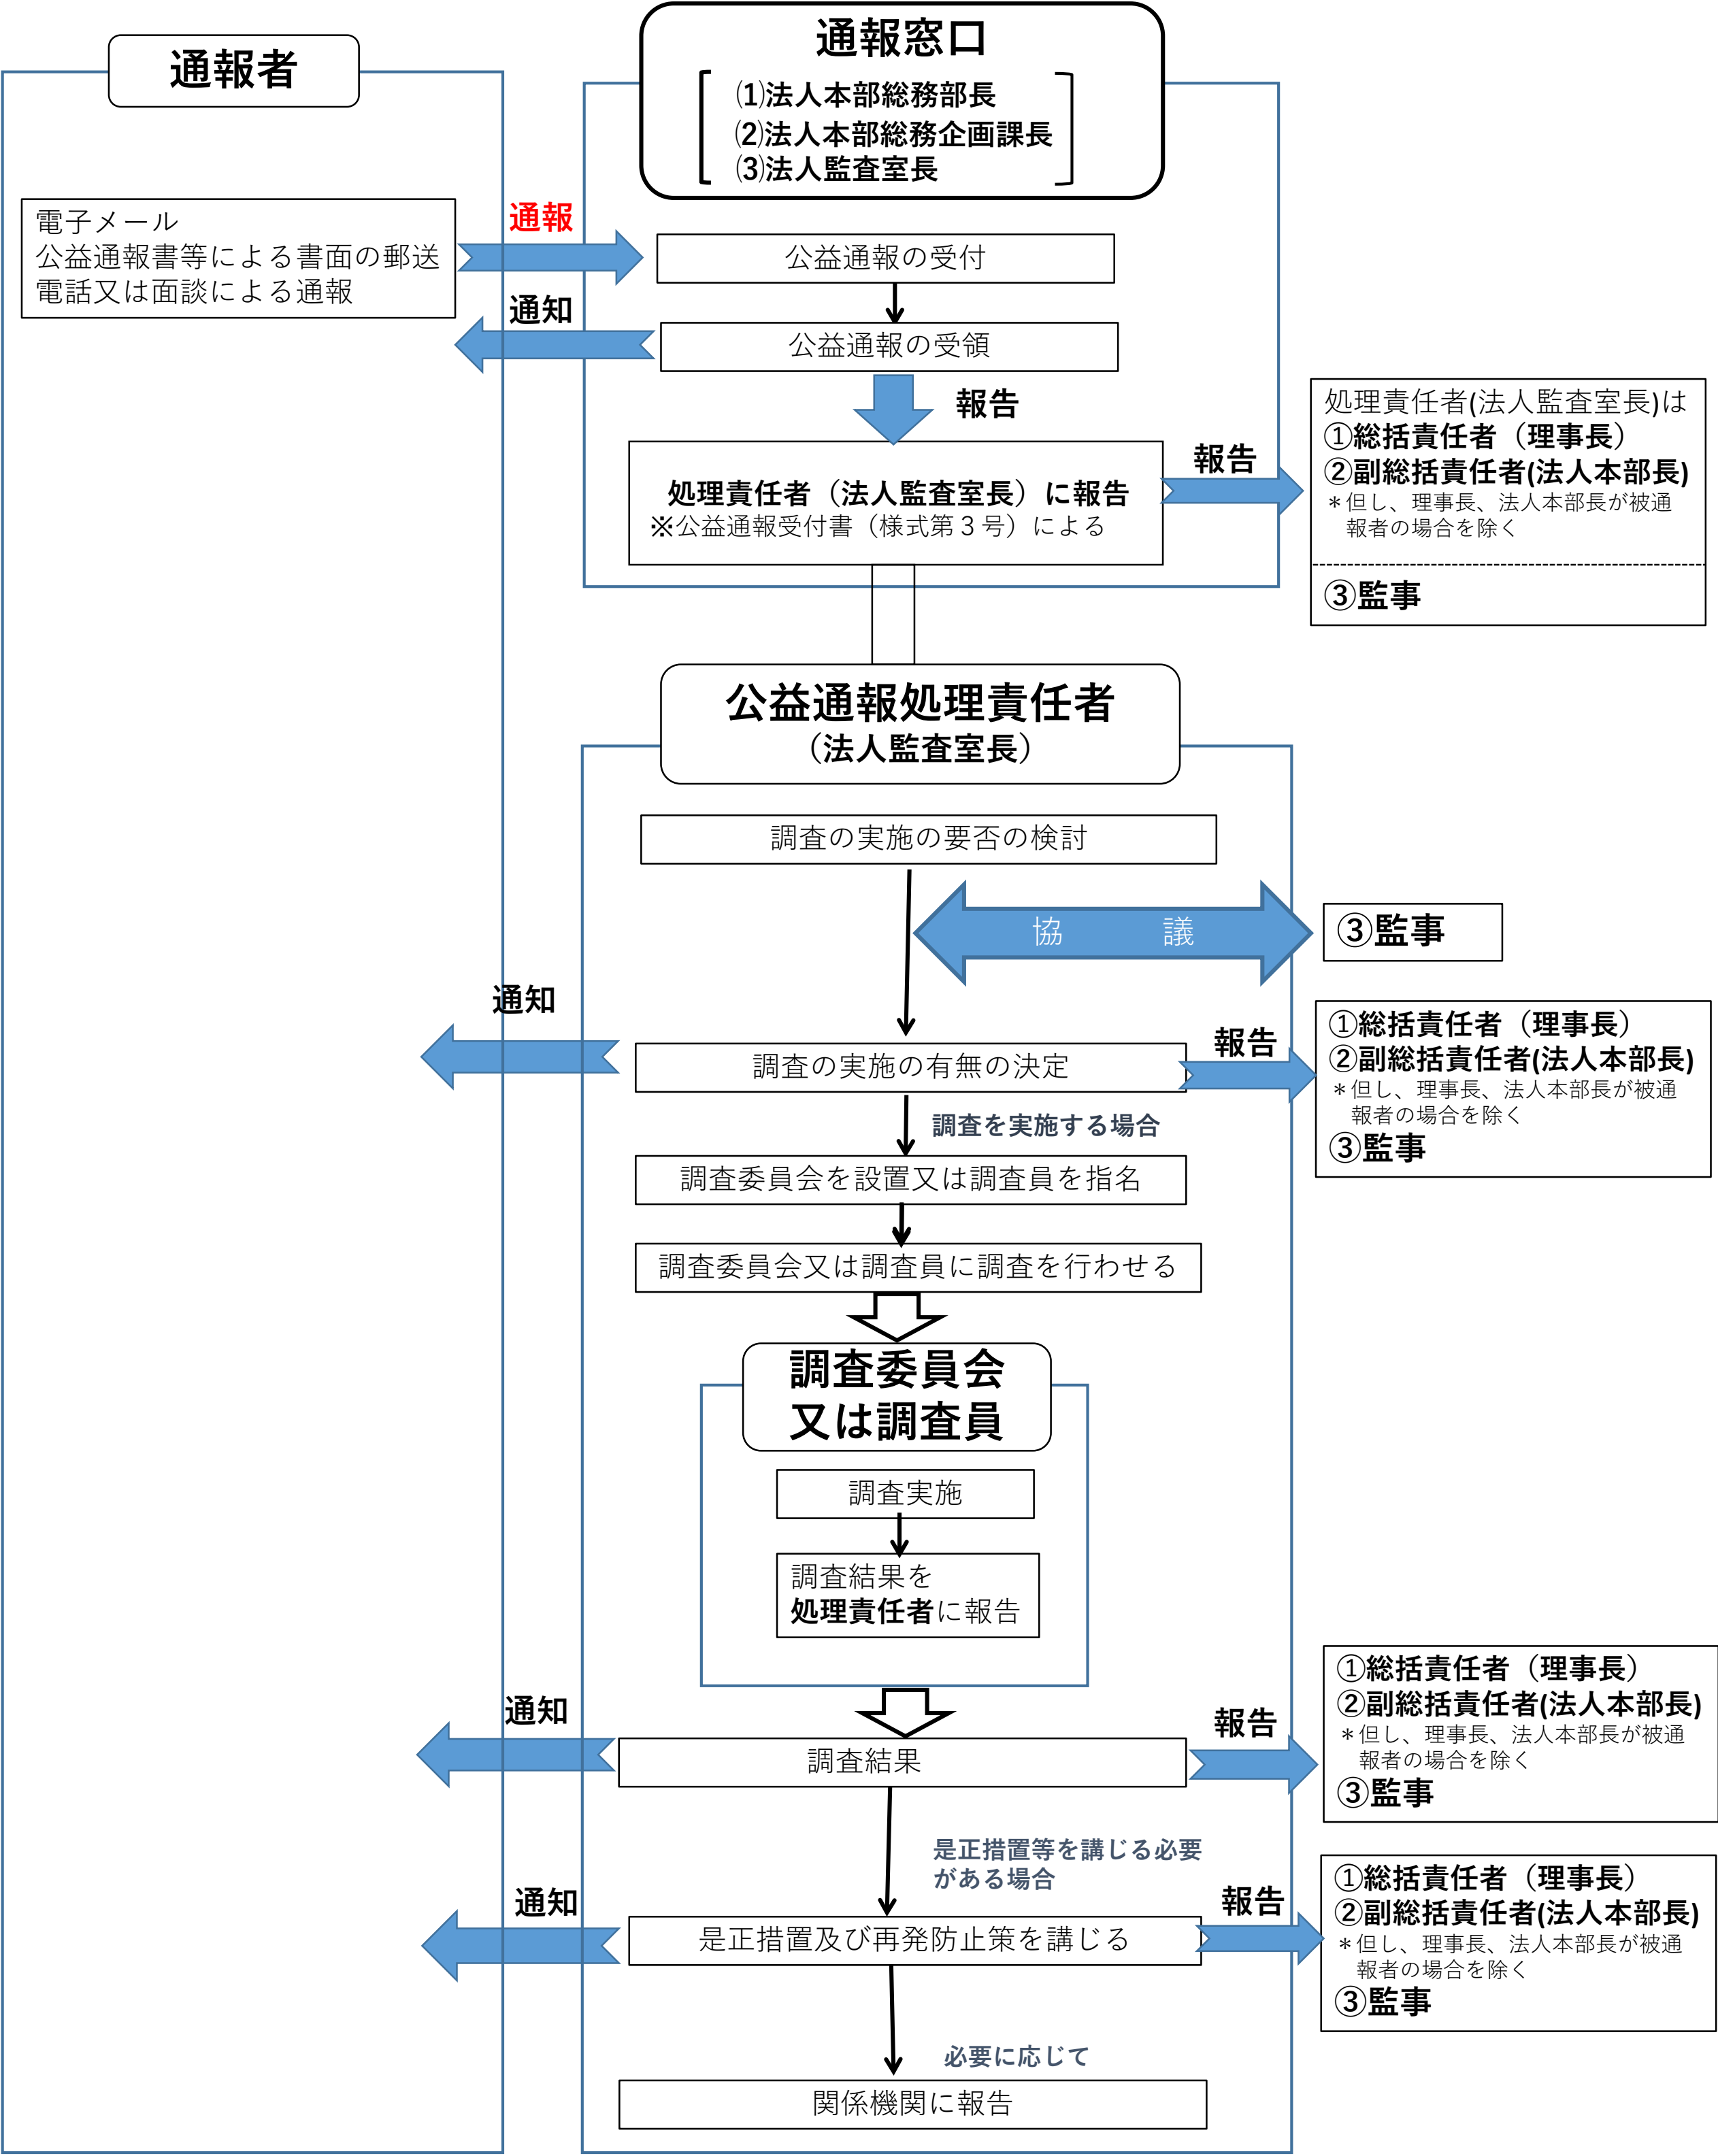 通報者
通報窓口
⑴法人本部総務部長
⑵法人本部総務企画課長
⑶法人監査室長
電子メール
公益通報書等による書面の郵送
電話又は面談による通報
通報
公益通報の受付
通知
公益通報の受領
報告
処理責任者（法人監査室長）に報告
※公益通報受付書（様式第３号）による
報告
処理責任者(法人監査室長)は
①総括責任者（理事長）
②副総括責任者(法人本部長)
＊但し、理事長、法人本部長が被通
報者の場合を除く
③監事
公益通報処理責任者
（法人監査室長）
調査の実施の要否の検討
協　　　議
③監事
通知
調査の実施の有無の決定
報告
①総括責任者（理事長）
②副総括責任者(法人本部長)
＊但し、理事長、法人本部長が被通
報者の場合を除く
③監事
調査を実施する場合
調査委員会を設置又は調査員を指名
調査委員会又は調査員に調査を行わせる
調査委員会
又は調査員
調査実施
調査結果を
処理責任者に報告
通知
調査結果
報告
①総括責任者（理事長）
②副総括責任者(法人本部長)
＊但し、理事長、法人本部長が被通
報者の場合を除く
③監事
是正措置等を講じる必要
がある場合
通知
是正措置及び再発防止策を講じる
報告
①総括責任者（理事長）
②副総括責任者(法人本部長)
＊但し、理事長、法人本部長が被通
報者の場合を除く
③監事
必要に応じて
関係機関に報告